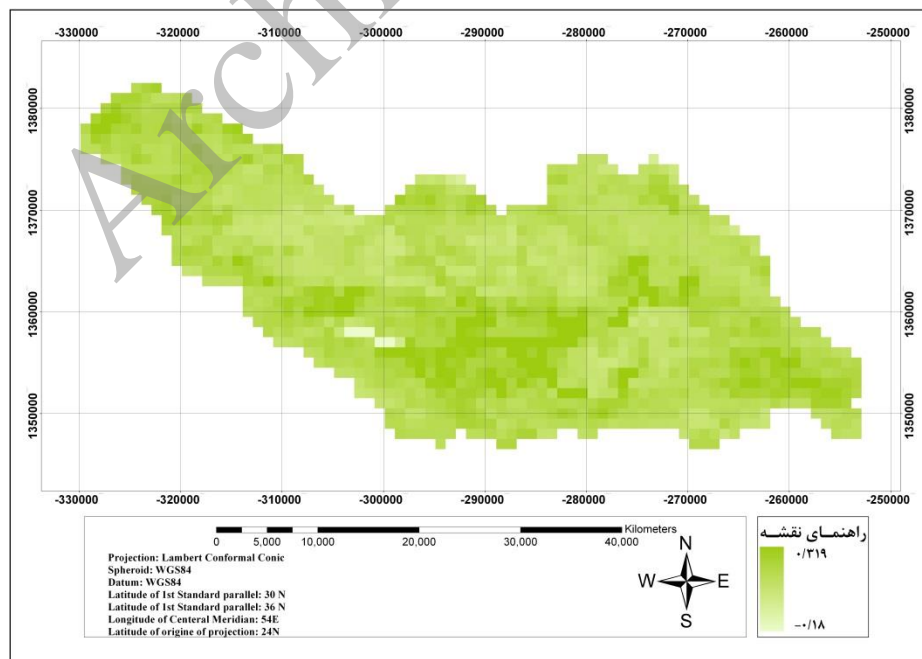 -330000 -320000 -310000 -300000 -290000 -280000 -270000 -260000 -250000
1380000 1380000
1370000 1370000
1360000 1360000
1350000 1350000
-330000 -320000 -310000 -300000 -290000 -280000 -270000 -260000 -250000
Archi
Kilometers
0 5,000 10,000 20,000 30,000 40,000
Projection: Lambert Conformal Conic
Spheroid: WGS84
Datum: WGS84
Latitude of 1st Standard parallel: 30 N
Latitude of 1st Standard parallel: 36 N
Longitude of Centeral Meridian: 54E
Latitude of origine of projection: 24N
N
W E
S
راهنمای نقشه
۰/۳۱۹
-۰/۱۸